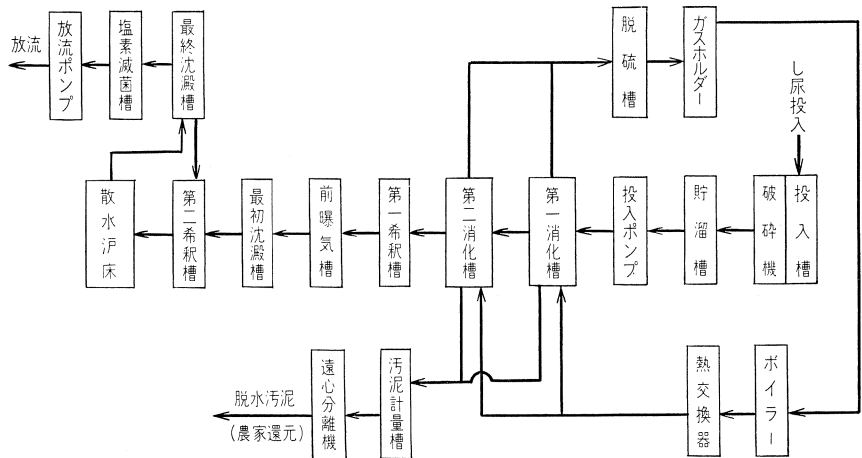 放流
放流ポンプ
塩素滅菌槽
最終沈澱槽
脱硫槽
ガスホルダー
し尿投入
散水沪床
第二希釈槽
最初沈澱槽
前曝気槽
第一希釈槽
第二消化槽
第一消化槽
投入ポンプ
貯溜槽
破砕機
投入槽
脱水汚泥
(農家還元)
遠心分離機
汚泥計量槽
熱交換器
ボイラー